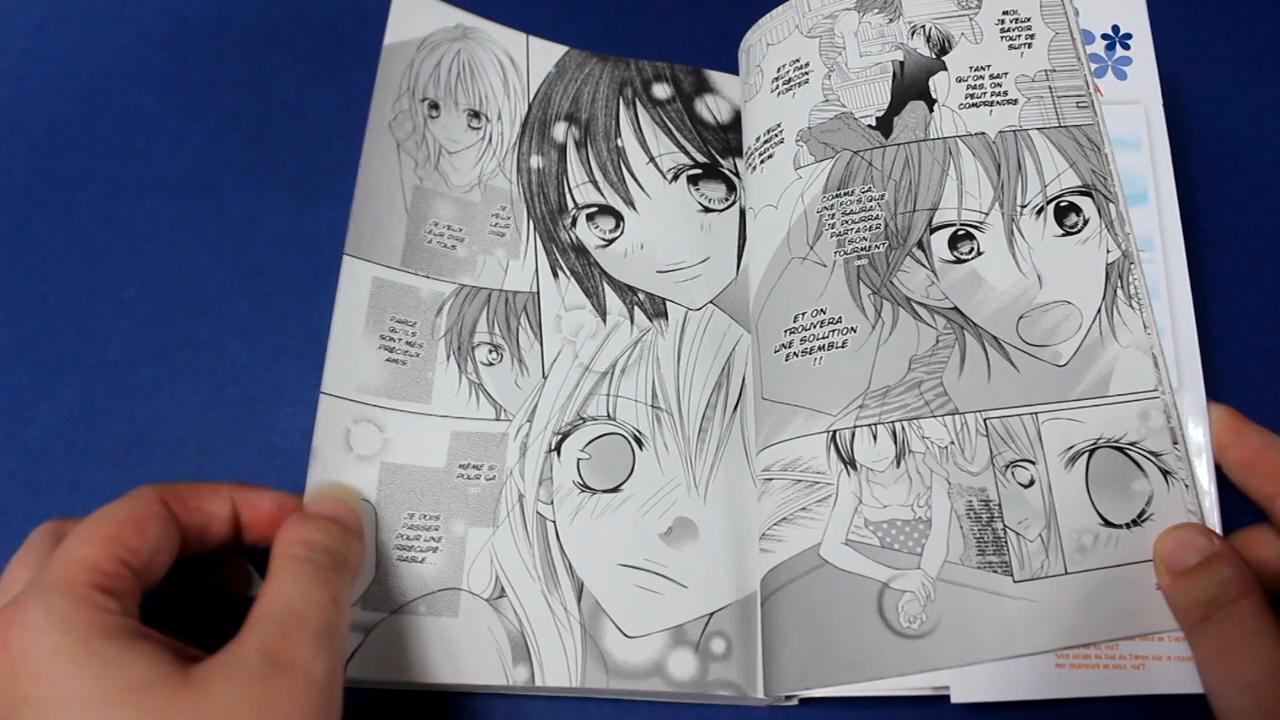 MOI,
JE VEUX
SAVOIR
TOUT DE
SUITE
!
TANT
QU'ON SAIT
PAS, ON
PEUT PAS
COMPRENDRE
!
ET ON
PEUT PAS
LA RÉCON-
FORTER
!
JE VEUX
SAVOIR
COMME ÇA,
UNE FOIS QUE
JE SAURAI,
JE POURRAI
PARTAGER
SON
TOURMENT
...
ET ON
TROUVERA
UNE SOLUTION
ENSEMBLE
!!
JE
VEUX
LEUR
DIRE
JE VEUX
LEUR DIRE
À TOUS.
PARCE
QU'ILS
SONT MES
PRÉCIEUX
AMIS.
MÊME SI
POUR ÇA
...
JE DOIS
PASSER
POUR UNE
IRRÉCUPÉ-
RABLE...